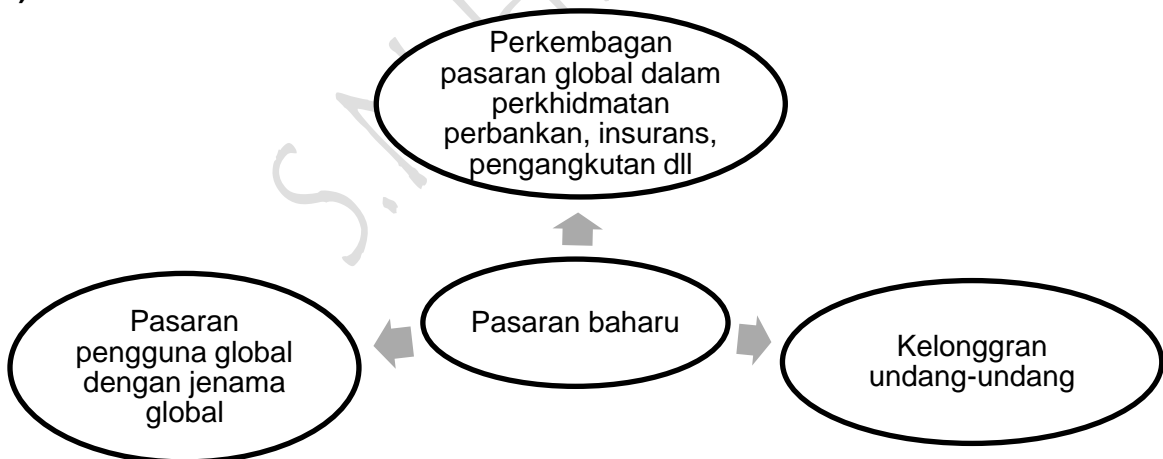 Perkembagan
pasaran global dalam
perkhidmatan
perbankan, insurans,
pengangkutan dll
Pasaran baharu
Pasaran
pengguna global
dengan jenama
global
Kelonggran
undang-undang